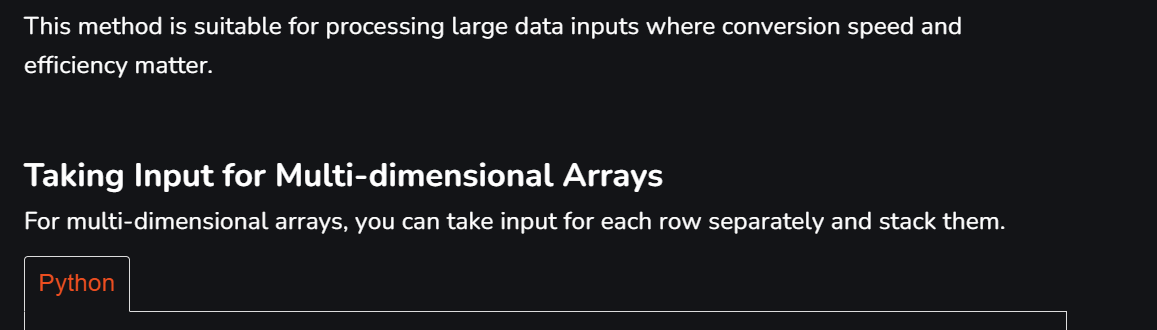 This method is suitable for processing large data inputs where conversion speed and
efficiency matter.
Taking Input for Multi-dimensional Arrays
For multi-dimensional arrays, you can take input for each row separately and stack them.
Python